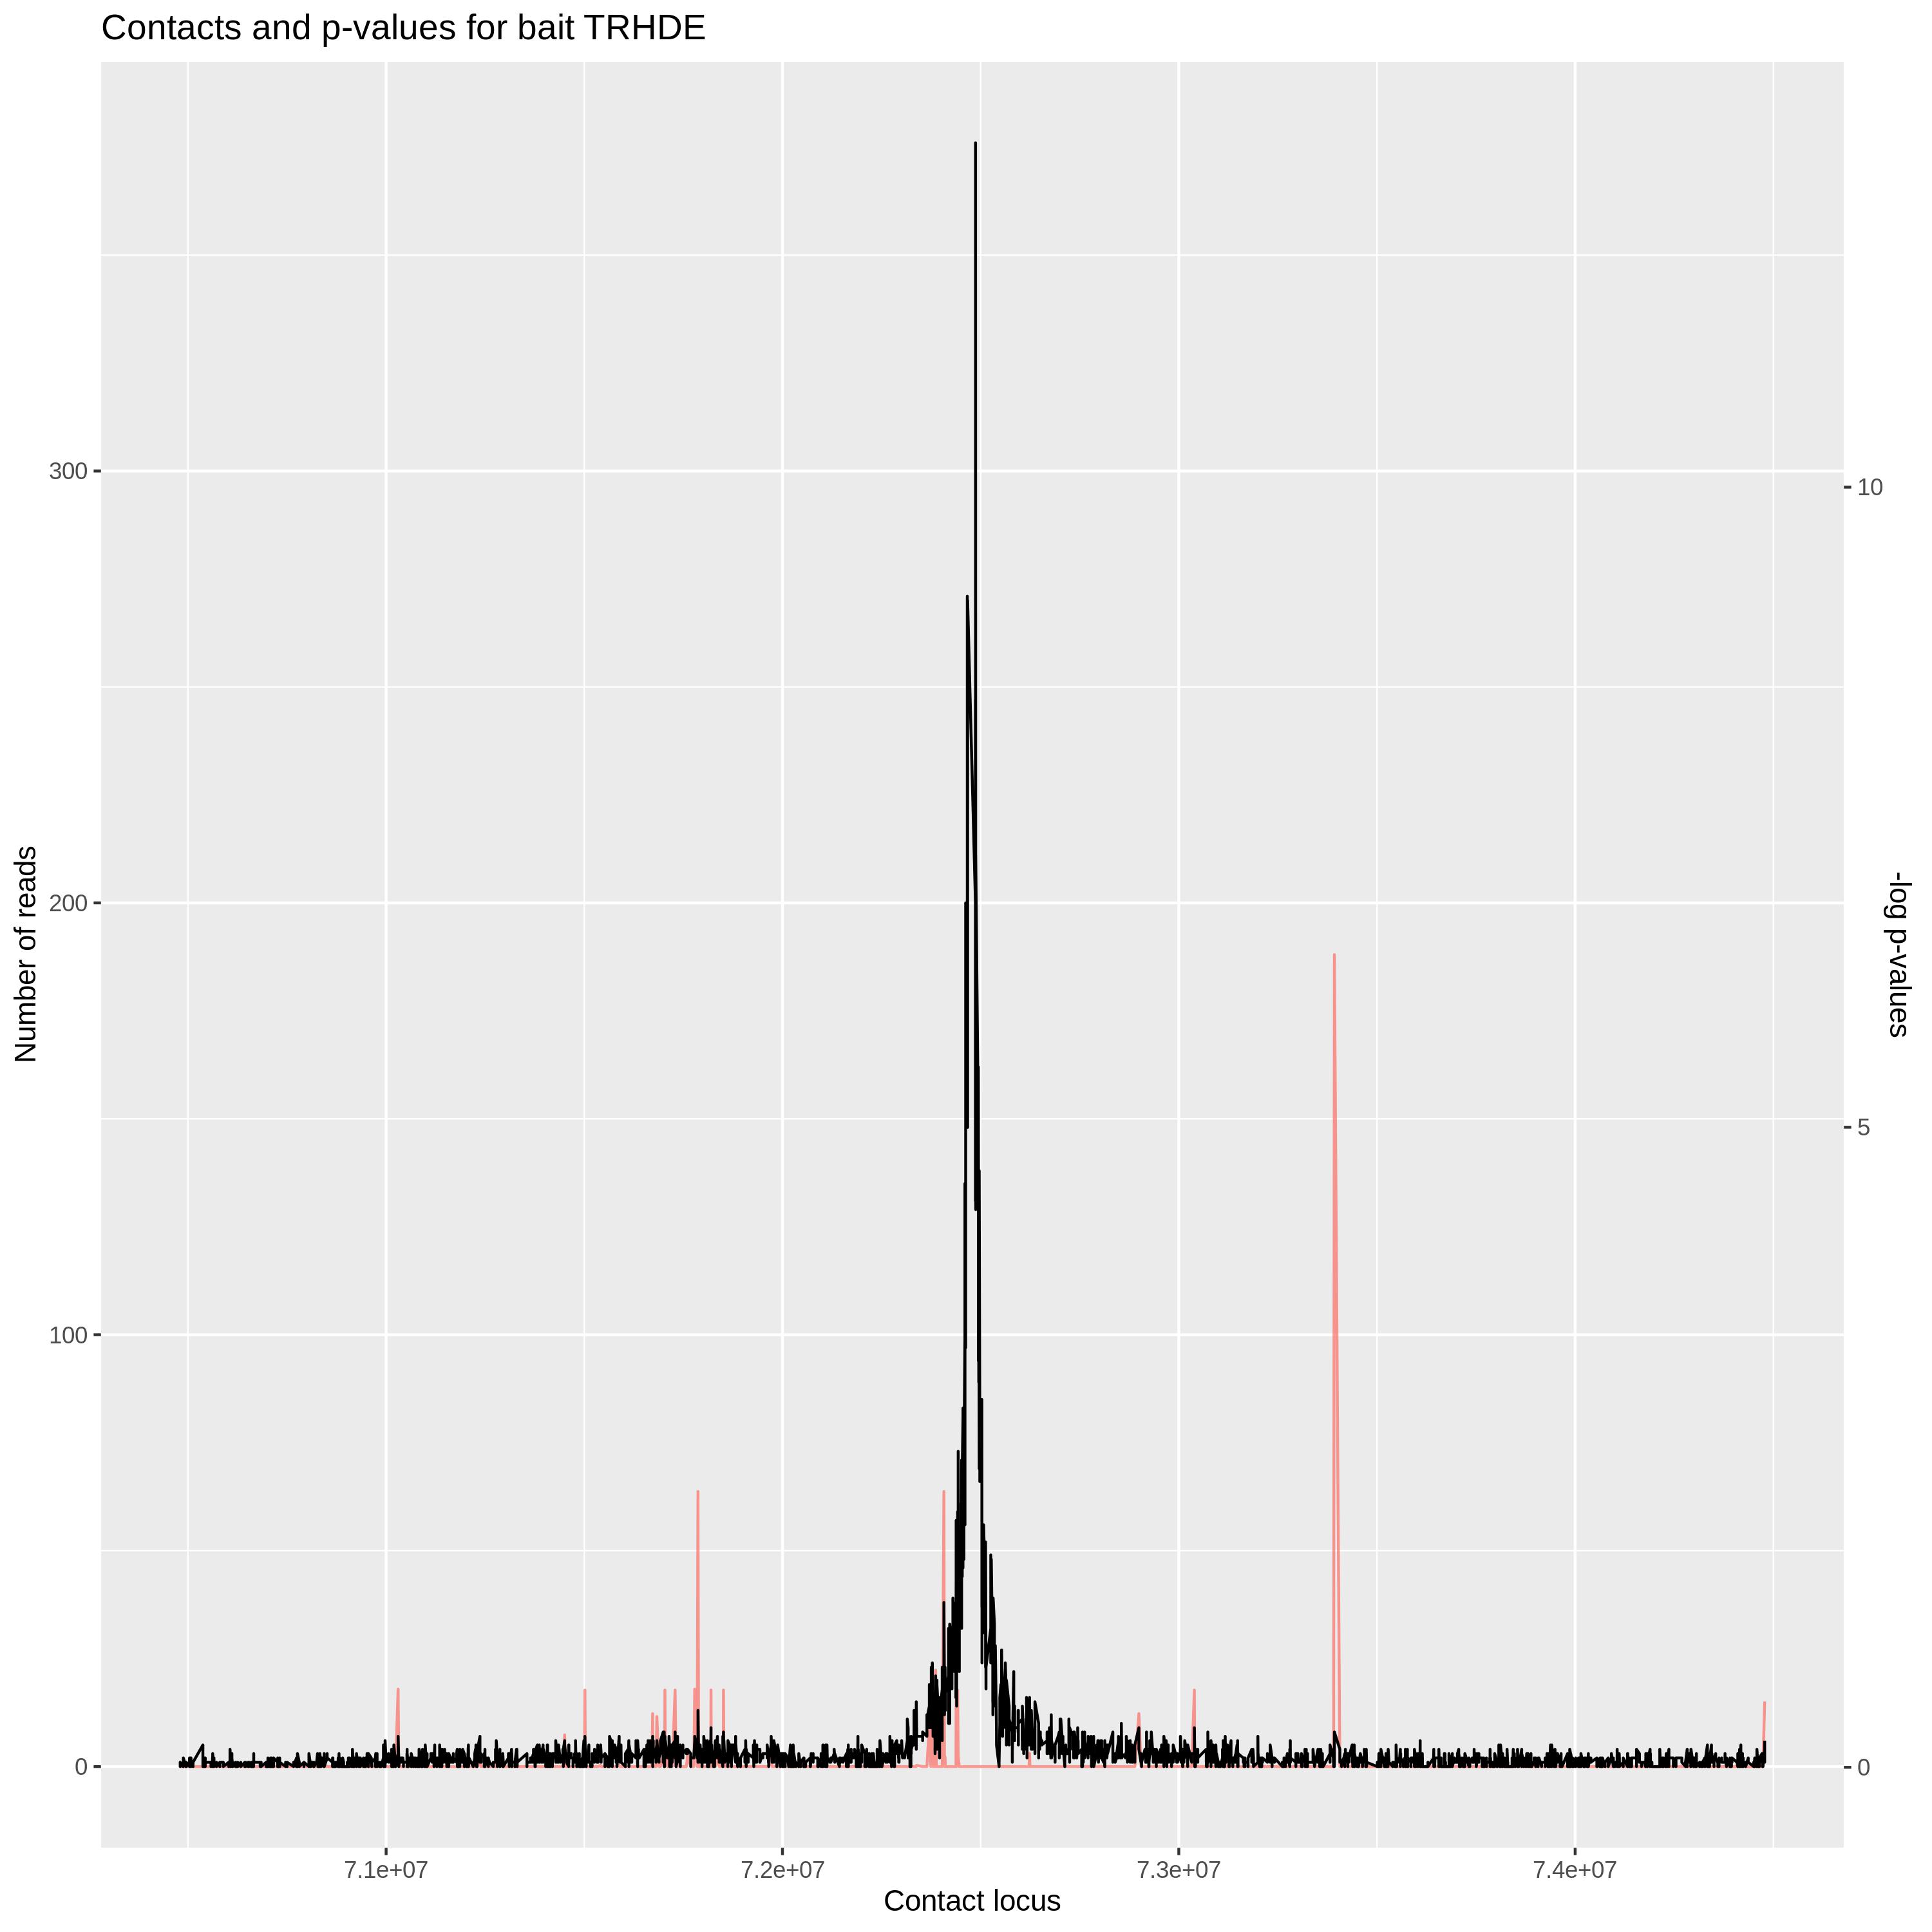 Contacts and p-values for bait TRHDE
Number of reads
300
200
100
0
10
5
0
-log p-values
7.1e+07
7.2e+07
7.3e+07
7.4e+07
Contact locus